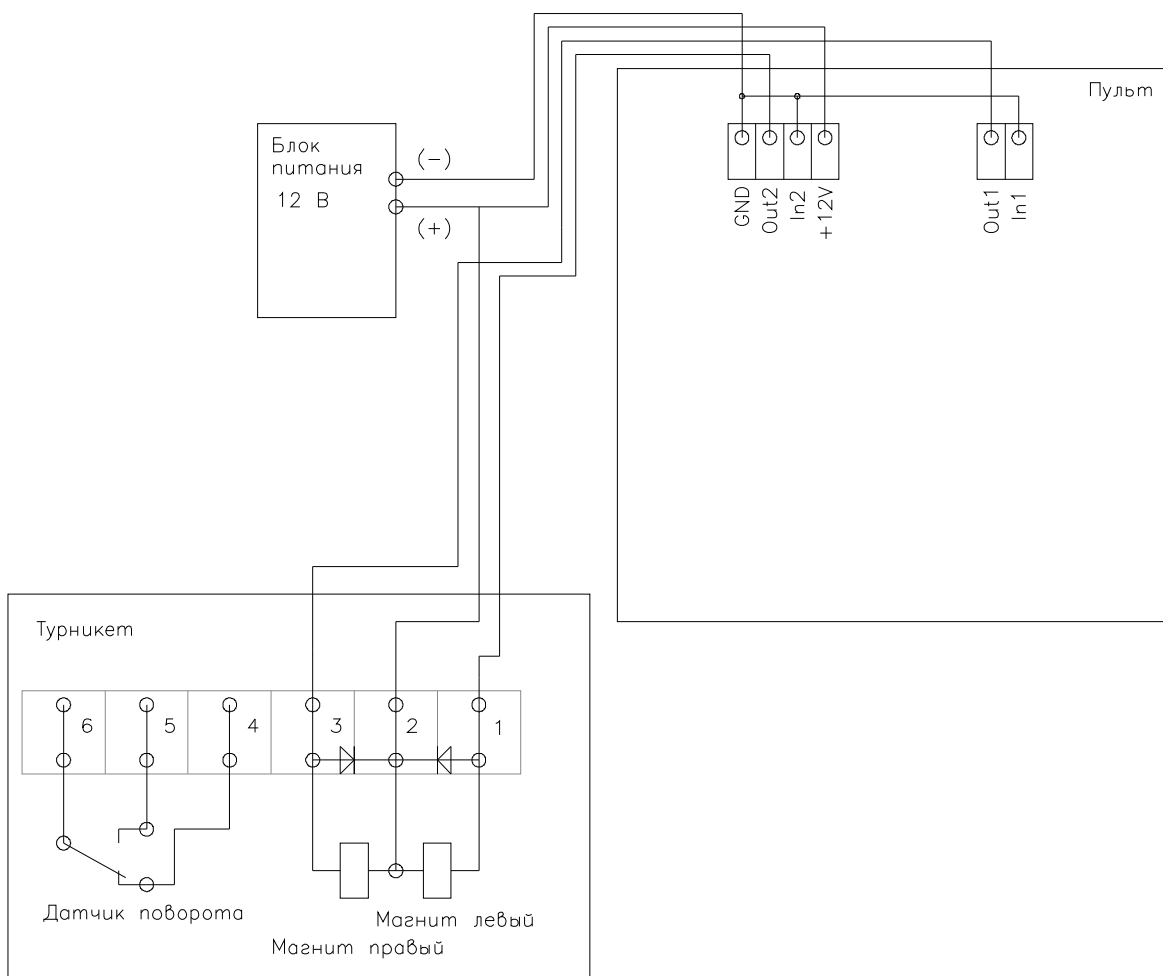 Пульт
Блок
питания
12 В
(-)
(+)
GND
Out2
In2
+12V
Out1
In1
Турникет
6
5
4
3
2
1
Датчик поворота
Магнит левый
Магнит правый